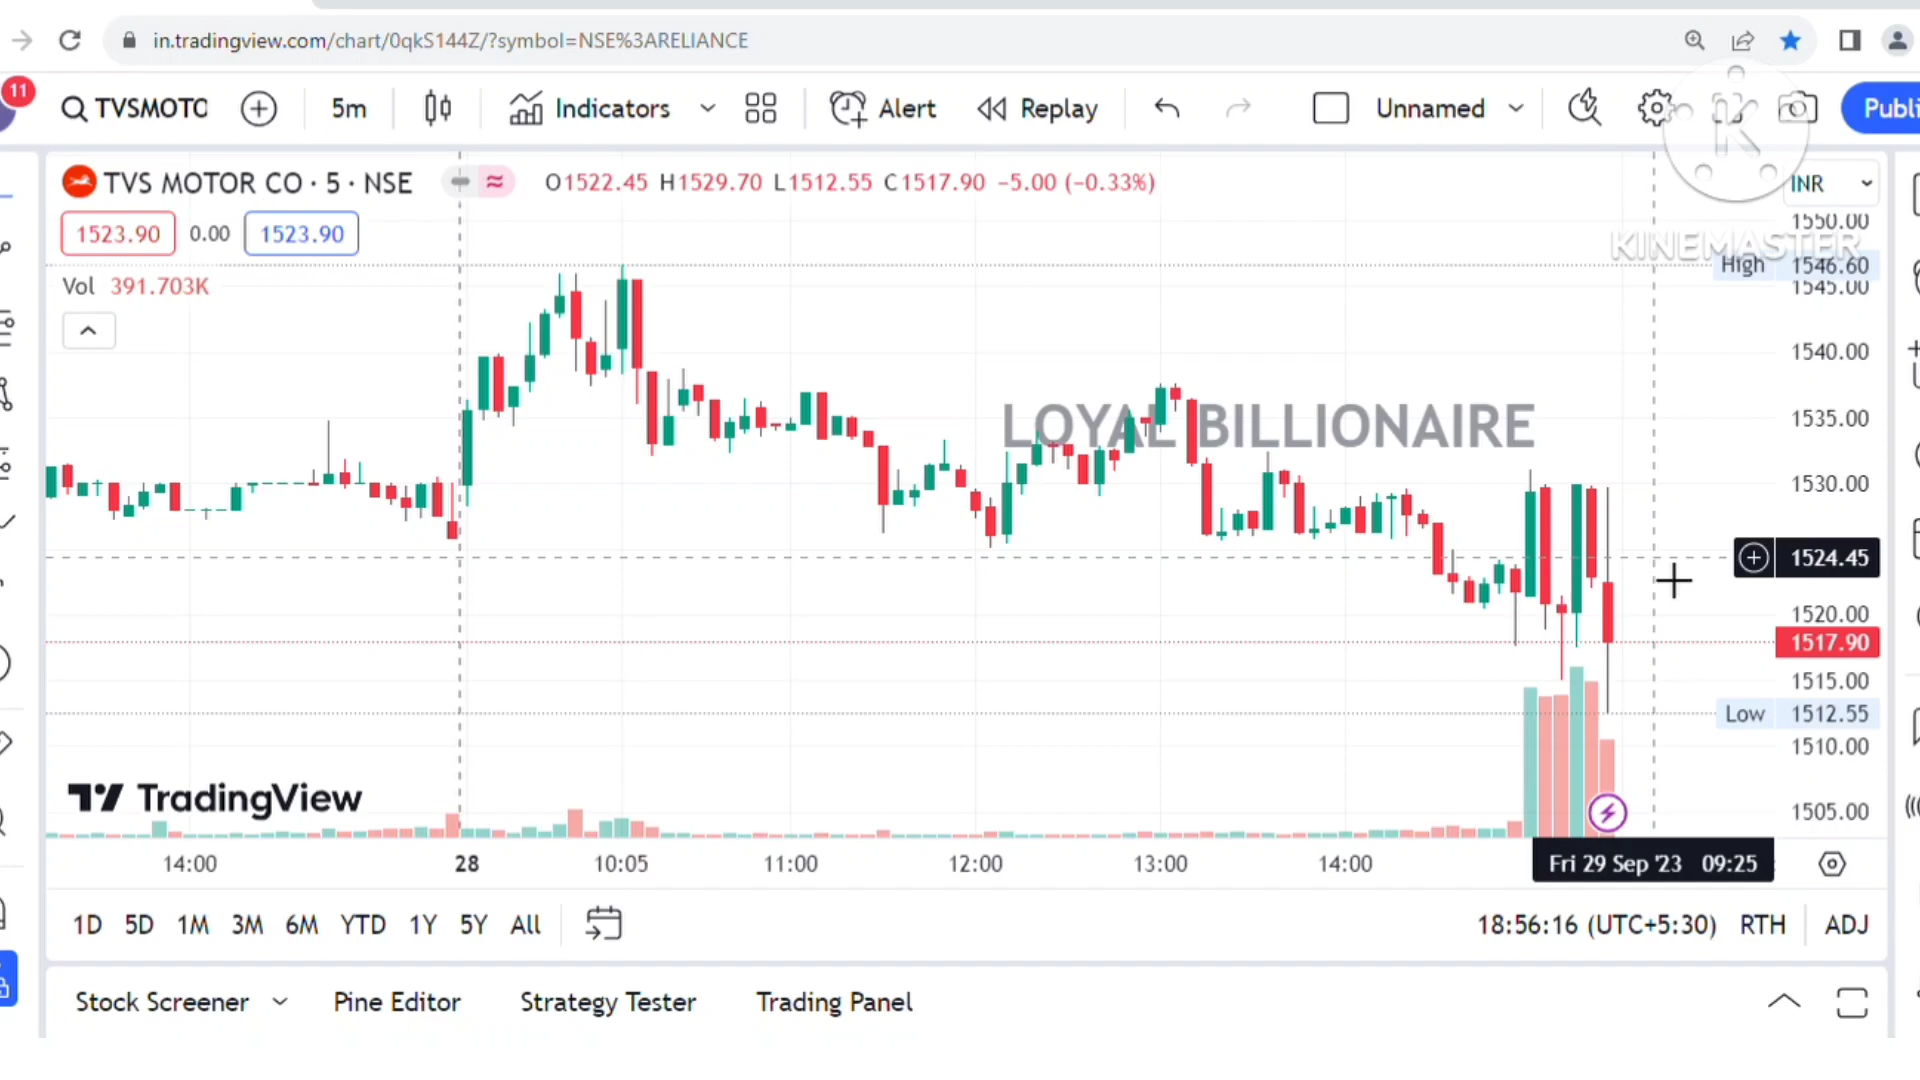 in.tradingview.com/chart/0qkS144Z/?symbol=NSE%3ARELIANCE
11
TVSMOTO
5m
Indicators
Alert
Replay
Unnamed
Publi
TVS MOTOR CO · 5 · NSE
O1522.45 H1529.70 L1512.55 C1517.90 −5.00 (−0.33%)
INR
1523.90
0.00
1523.90
Vol 391.703K
KINEMASTER
1550.00
High 1546.60
1545.00
1540.00
LOYAL BILLIONAIRE
1535.00
1530.00
1524.45
1520.00
1517.90
1515.00
Low 1512.55
1510.00
1505.00
TradingView
14:00
28
10:05
11:00
12:00
13:00
14:00
Fri 29 Sep '23 09:25
1D
5D
1M
3M
6M
YTD
1Y
5Y
All
18:56:16 (UTC+5:30)
RTH
ADJ
Stock Screener
Pine Editor
Strategy Tester
Trading Panel